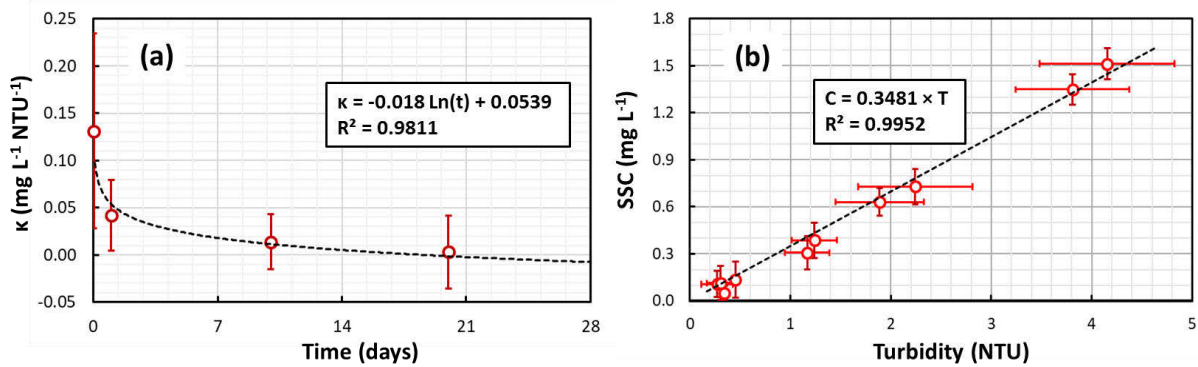 (a)
κ = -0.018 Ln(t) + 0.0539
R² = 0.9811
κ (mg L⁻¹ NTU⁻¹)
0.25
0.20
0.15
0.10
0.05
0.00
-0.05
0 7 14 21 28
Time (days)
(b)
C = 0.3481 × T
R² = 0.9952
SSC (mg L⁻¹)
1.8
1.5
1.2
0.9
0.6
0.3
0.0
0 1 2 3 4 5
Turbidity (NTU)